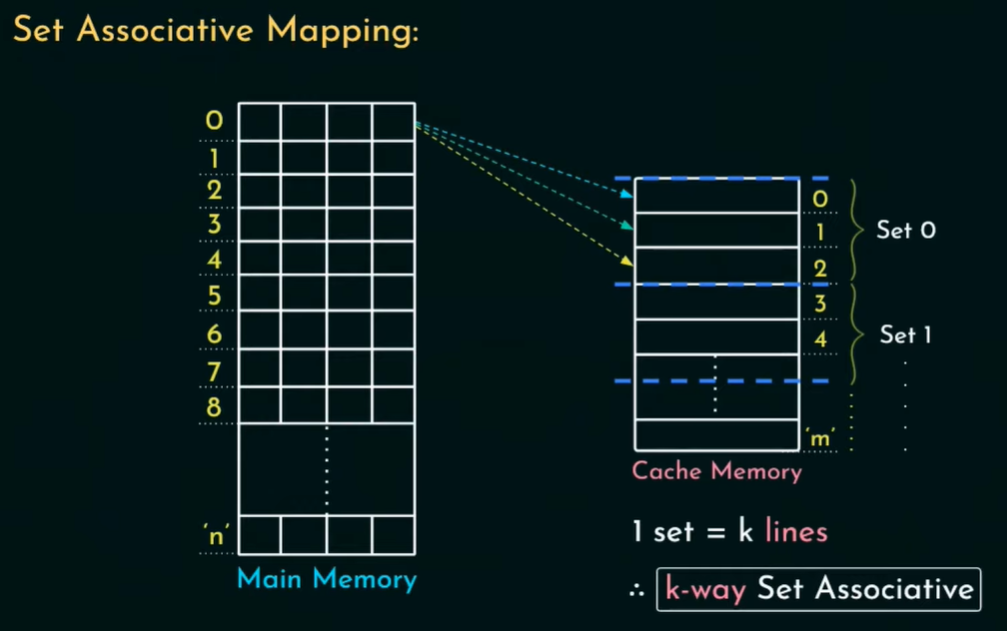 Set Associative Mapping:
0
1
2
3
4
5
6
7
8
'n'
Main Memory
0
1
2
3
4
'm'
Set 0
Set 1
Cache Memory
1 set = k lines
∴ k-way Set Associative